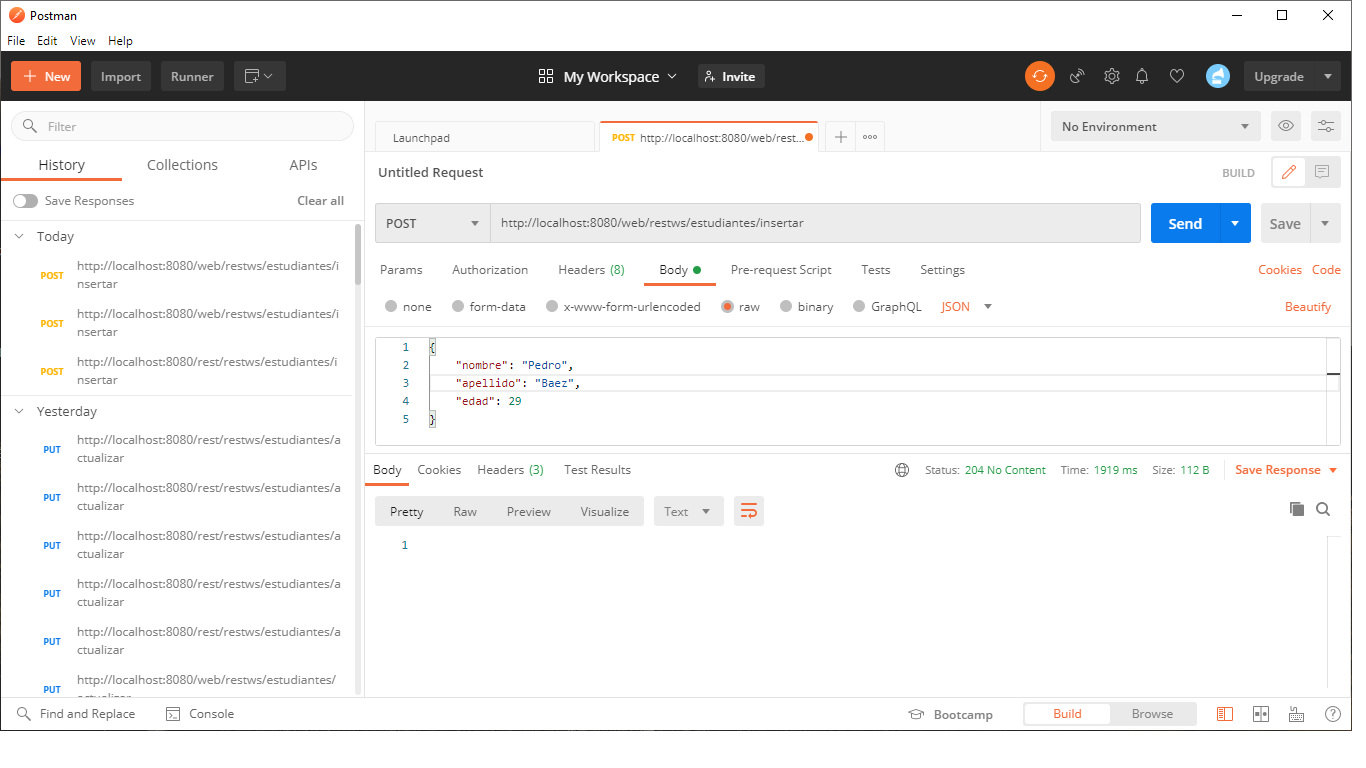 Postman
File Edit View Help
New Import Runner My Workspace Invite Upgrade
Filter
History Collections APIs
Save Responses Clear all
Today
POST http://localhost:8080/web/restws/estudiantes/i
nsertar
POST http://localhost:8080/web/restws/estudiantes/i
nsertar
POST http://localhost:8080/rest/restws/estudiantes/i
nsertar
Yesterday
PUT http://localhost:8080/rest/restws/estudiantes/a
ctualizar
PUT http://localhost:8080/rest/restws/estudiantes/a
ctualizar
PUT http://localhost:8080/rest/restws/estudiantes/a
ctualizar
PUT http://localhost:8080/rest/restws/estudiantes/a
ctualizar
PUT http://localhost:8080/rest/restws/estudiantes/a
ctualizar
PUT http://localhost:8080/web/restws/estudiantes/
actualizar
Launchpad POST http://localhost:8080/web/rest... No Environment
Untitled Request BUILD
POST http://localhost:8080/web/restws/estudiantes/insertar Send Save
Params Authorization Headers (8) Body Pre-request Script Tests Settings Cookies Code
none form-data x-www-form-urlencoded raw binary GraphQL JSON Beautify
1 {
2 "nombre": "Pedro",
3 "apellido": "Baez",
4 "edad": 29
5 }
Body Cookies Headers (3) Test Results Status: 204 No Content Time: 1919 ms Size: 112 B Save Response
Pretty Raw Preview Visualize Text
1
Find and Replace Console Bootcamp Build Browse